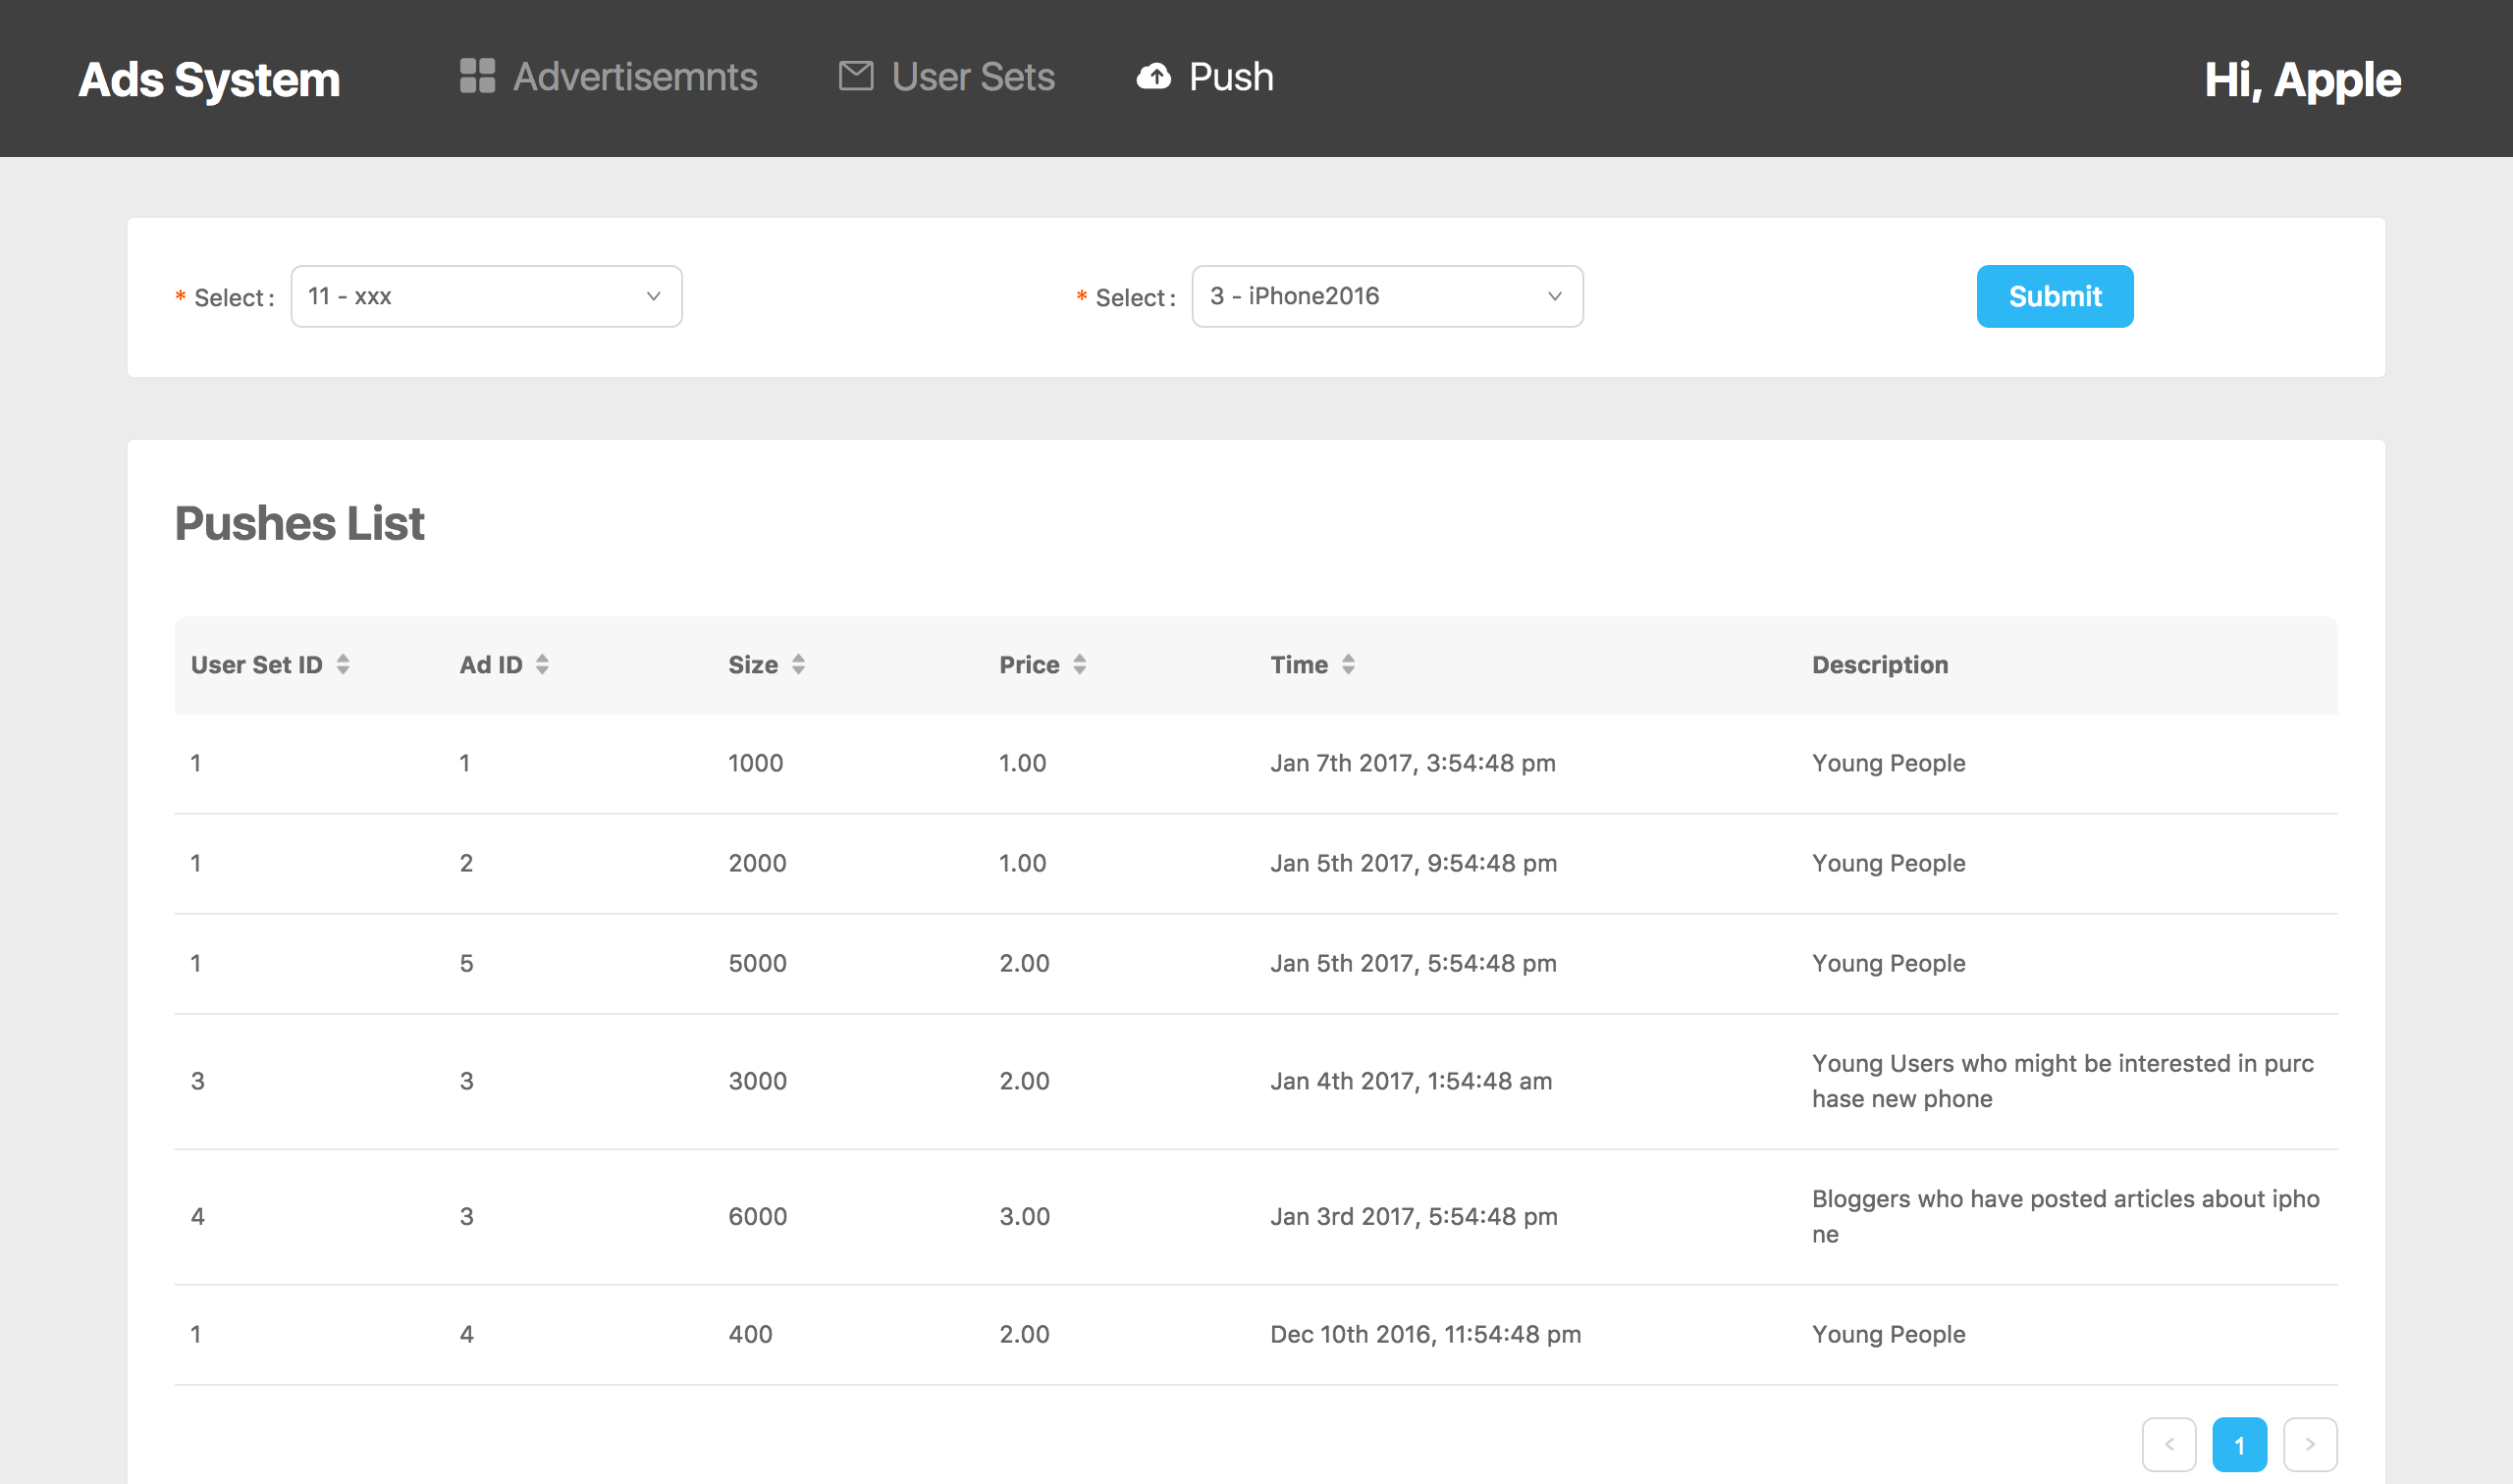 Ads System Advertisemnts User Sets Push Hi, Apple
* Select : 11 - xxx * Select : 3 - iPhone2016 Submit
Pushes List
User Set ID Ad ID Size Price Time Description
1 1 1000 1.00 Jan 7th 2017, 3:54:48 pm Young People
1 2 2000 1.00 Jan 5th 2017, 9:54:48 pm Young People
1 5 5000 2.00 Jan 5th 2017, 5:54:48 pm Young People
3 3 3000 2.00 Jan 4th 2017, 1:54:48 am Young Users who might be interested in purc
hase new phone
4 3 6000 3.00 Jan 3rd 2017, 5:54:48 pm Bloggers who have posted articles about ipho
ne
1 4 400 2.00 Dec 10th 2016, 11:54:48 pm Young People
< 1 >